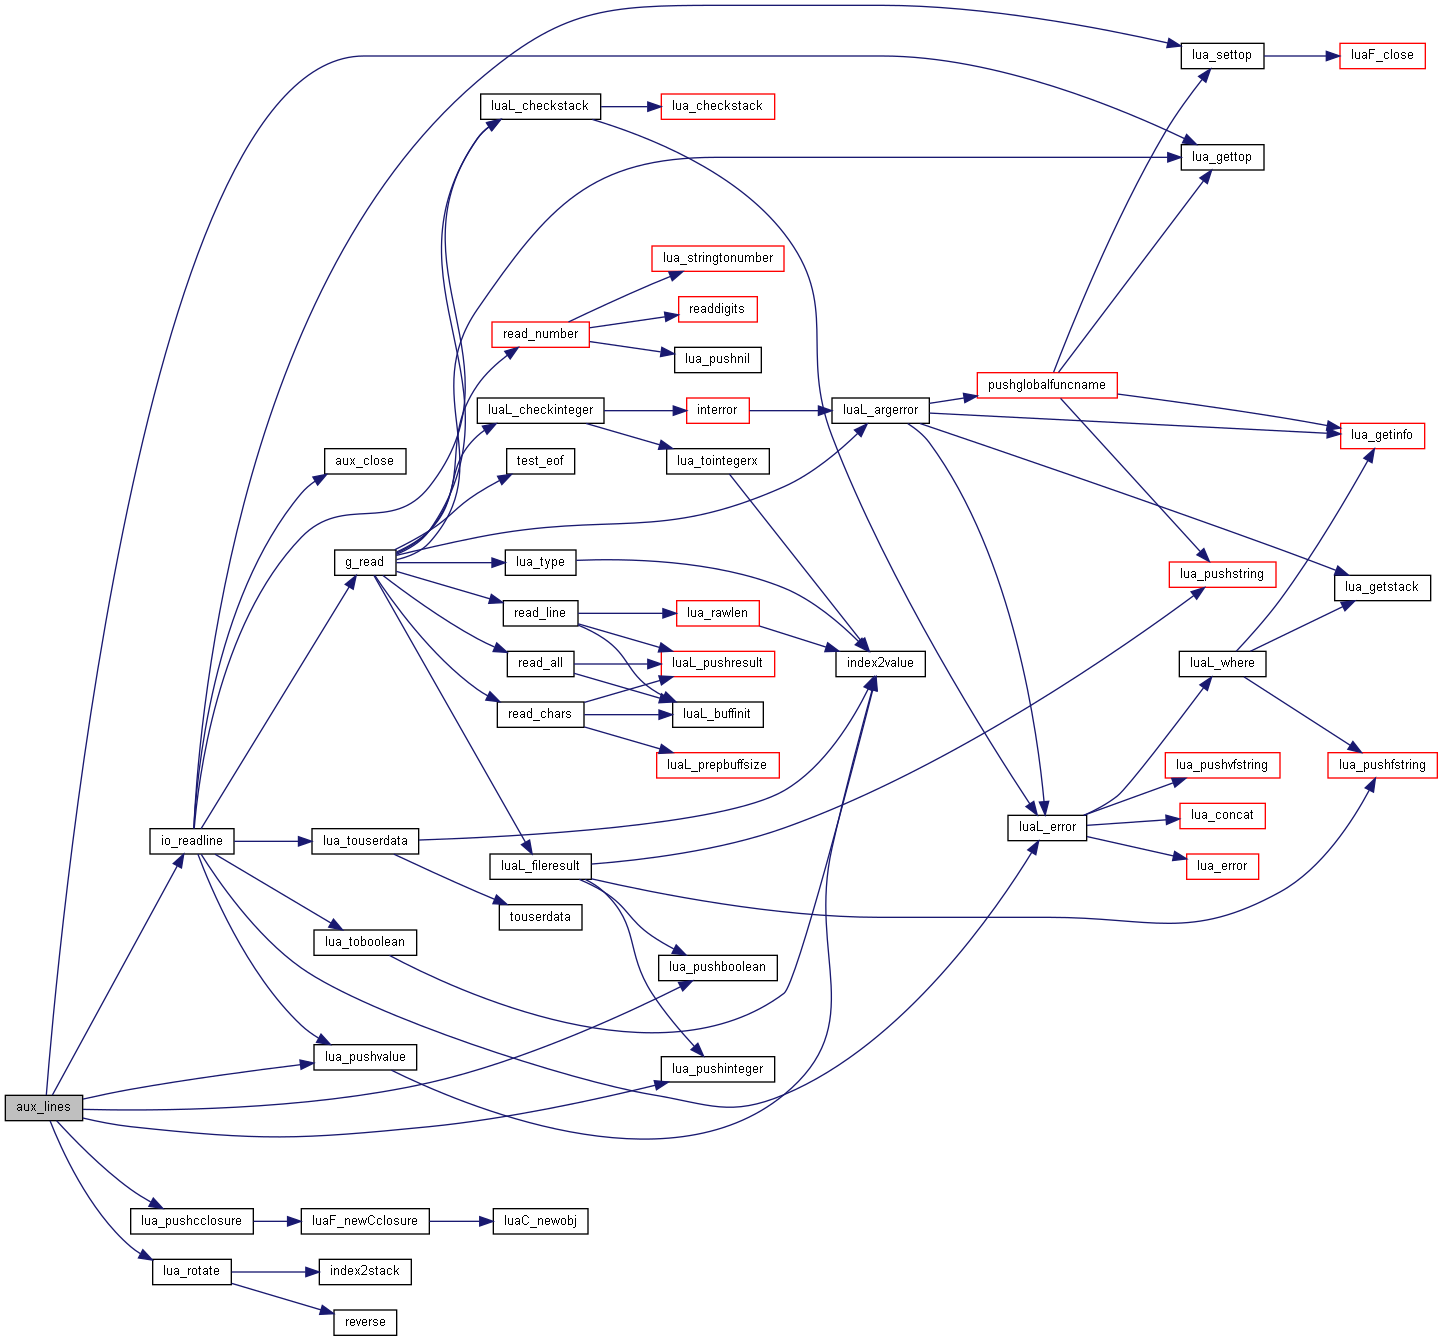 lua_settop
luaF_close
luaL_checkstack
lua_checkstack
lua_gettop
lua_stringtonumber
readdigits
read_number
lua_pushnil
pushglobalfuncname
luaL_checkinteger
interror
luaL_argerror
lua_getinfo
aux_close
test_eof
lua_tointegerx
g_read
lua_type
lua_pushstring
lua_getstack
read_line
lua_rawlen
read_all
luaL_pushresult
index2value
luaL_where
read_chars
luaL_buffinit
luaL_prepbuffsize
lua_pushvfstring
lua_pushfstring
io_readline
lua_touserdata
luaL_error
lua_concat
luaL_fileresult
lua_error
touserdata
lua_toboolean
lua_pushboolean
lua_pushvalue
lua_pushinteger
aux_lines
lua_pushcclosure
luaF_newCclosure
luaC_newobj
lua_rotate
index2stack
reverse